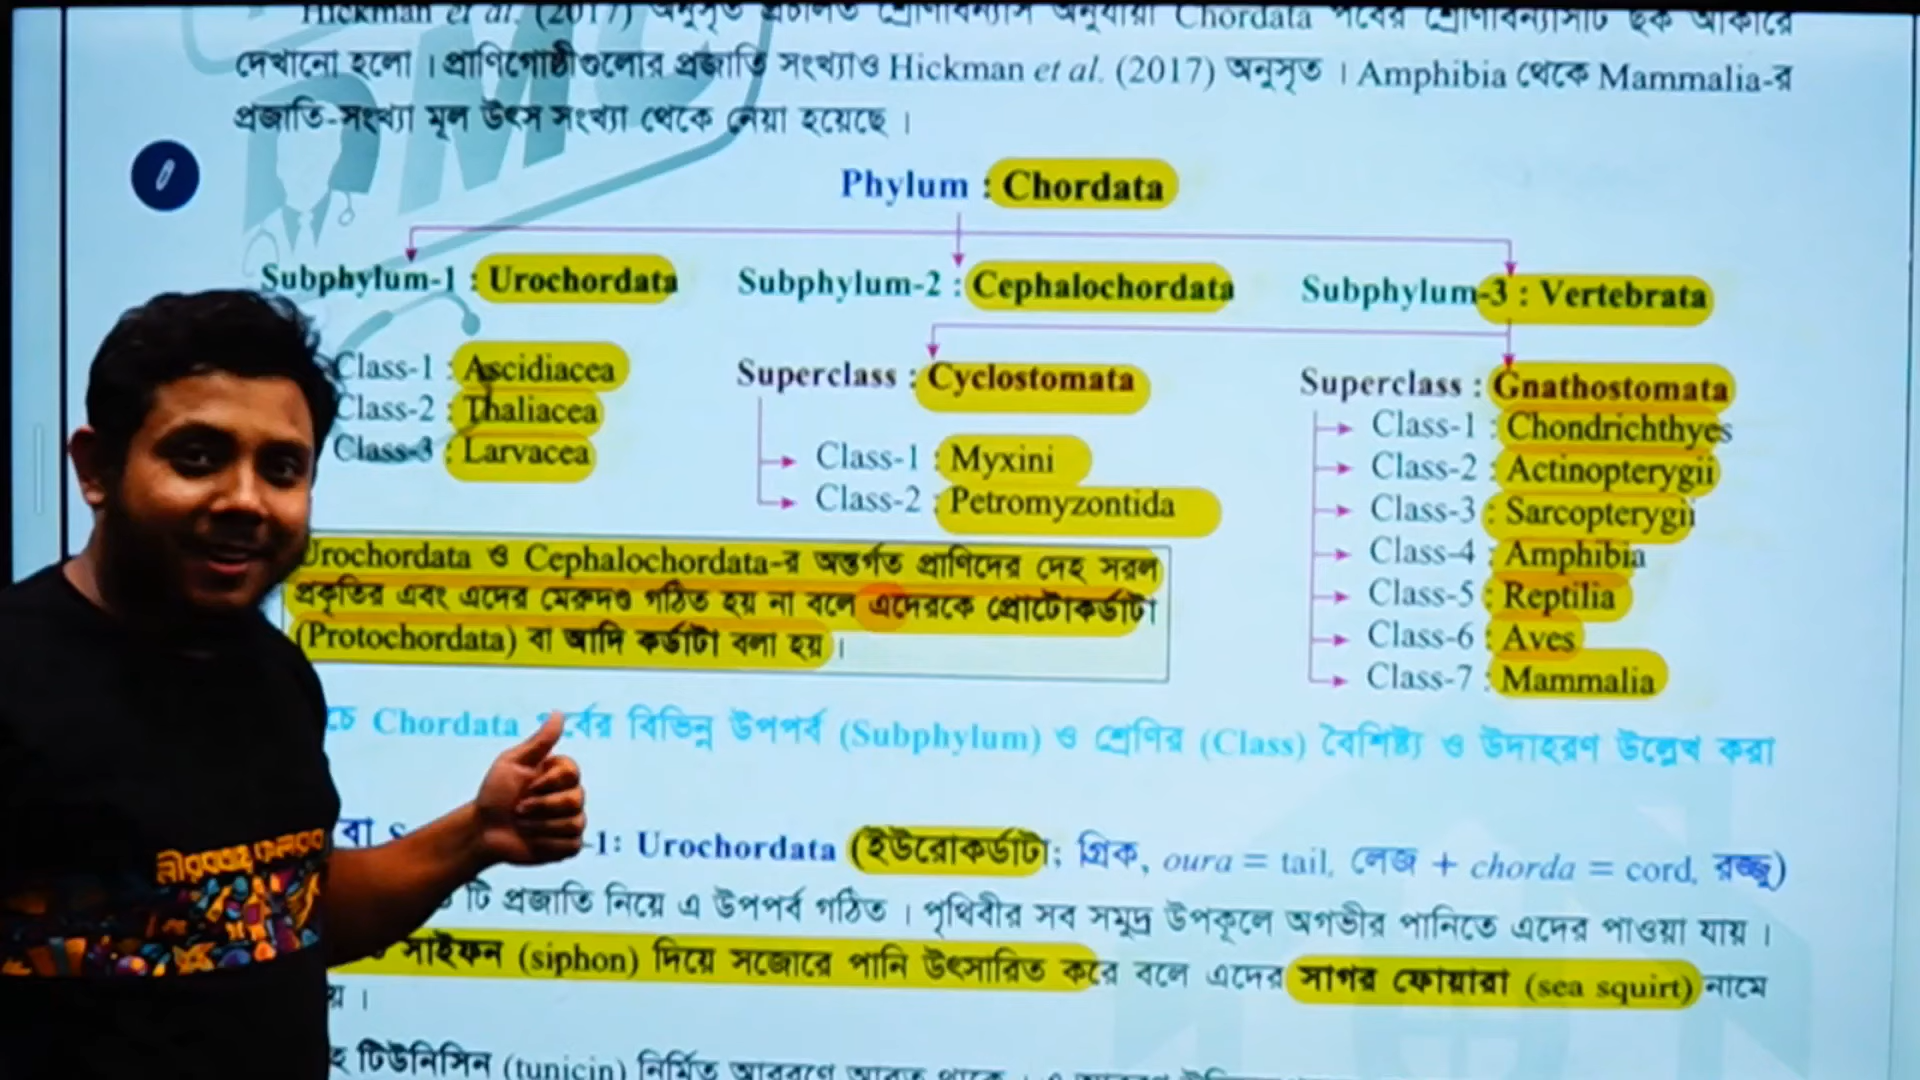 Hickman et al. (2017) অনুসৃত প্রচলিত শ্রেণিবিন্যাস অনুযায়ী Chordata পর্বের শ্রেণিবিন্যাসটি ছক আকারে
দেখানো হলো । প্রাণিগোষ্ঠীগুলোর প্রজাতি সংখ্যাও Hickman et al. (2017) অনুসৃত । Amphibia থেকে Mammalia-র
প্রজাতি-সংখ্যা মূল উৎস সংখ্যা থেকে নেয়া হয়েছে ।
Phylum : Chordata
Subphylum-1 : Urochordata Subphylum-2 : Cephalochordata Subphylum-3 : Vertebrata
Class-1 : Ascidiacea
Class-2 : Thaliacea
Class-3 : Larvacea
Superclass : Cyclostomata
Class-1 : Myxini
Class-2 : Petromyzontida
Superclass : Gnathostomata
Class-1 : Chondrichthyes
Class-2 : Actinopterygii
Class-3 : Sarcopterygii
Class-4 : Amphibia
Class-5 : Reptilia
Class-6 : Aves
Class-7 : Mammalia
Urochordata ও Cephalochordata-র অন্তর্গত প্রাণিদের দেহ সরল
প্রকৃতির এবং এদের মেরুদণ্ড গঠিত হয় না বলে এদেরকে প্রোটোকর্ডাটা
(Protochordata) বা আদি কর্ডাটা বলা হয় ।
চে Chordata পর্বের বিভিন্ন উপপর্ব (Subphylum) ও শ্রেণির (Class) বৈশিষ্ট্য ও উদাহরণ উল্লেখ করা
বা S -1: Urochordata (ইউরোকর্ডাটা; গ্রিক, oura = tail, লেজ + chorda = cord, রজ্জু)
টি প্রজাতি নিয়ে এ উপপর্ব গঠিত । পৃথিবীর সব সমুদ্র উপকূলে অগভীর পানিতে এদের পাওয়া যায় ।
সাইফন (siphon) দিয়ে সজোরে পানি উৎসারিত করে বলে এদের সাগর ফোয়ারা (sea squirt) নামে
য় ।
হ টিউনিসিন (tunicin) নির্মিত আবরণে আবৃত থাকে ।